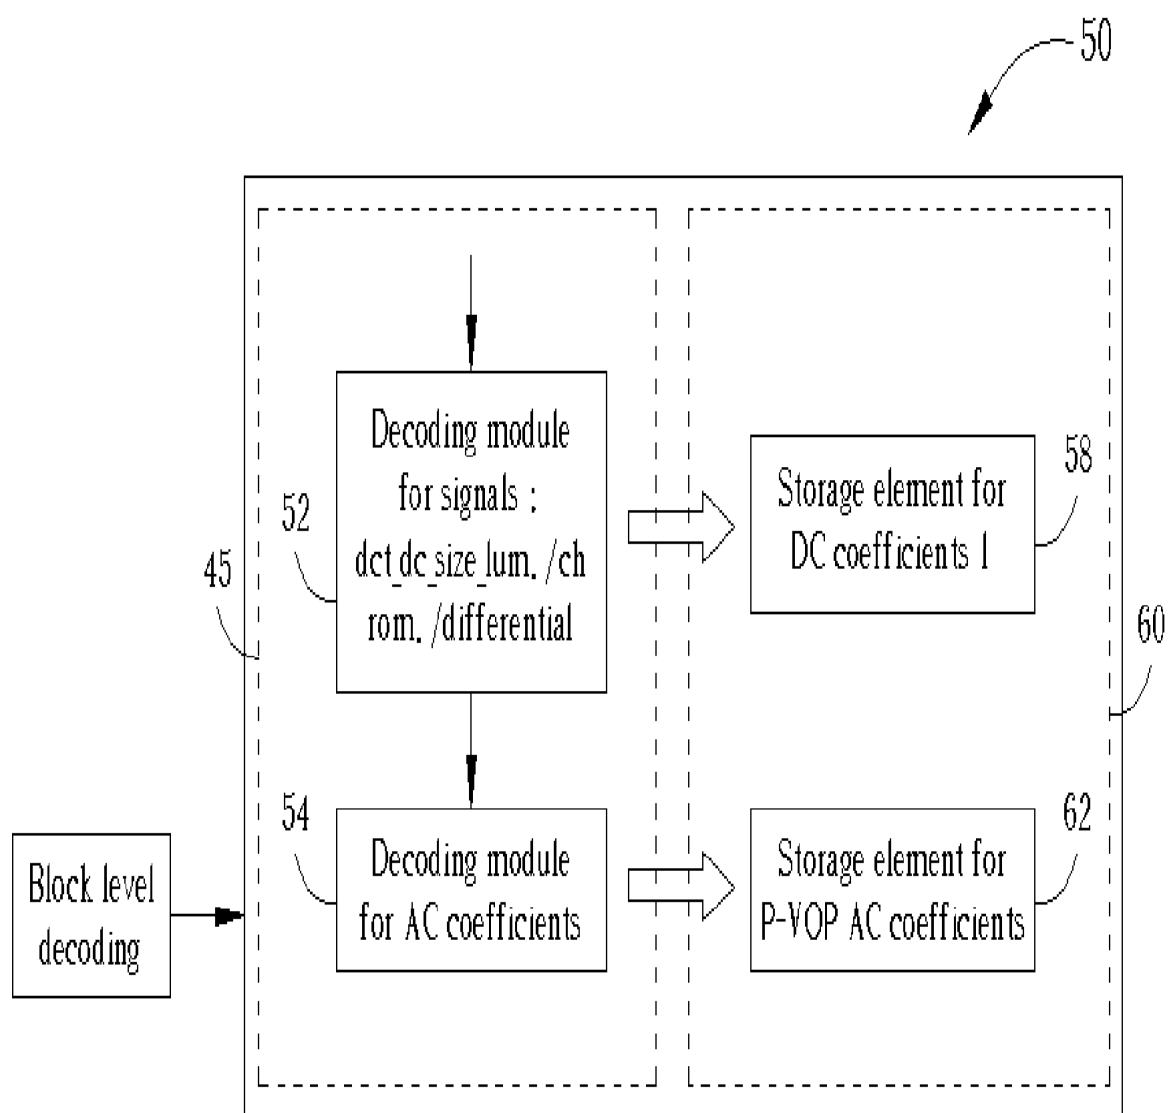 50
Decoding module
for signals :
dct_dc_size_lum. /ch
rom. /differential
52
45
Storage element for
DC coefficients 1
58
60
54
Decoding module
for AC coefficients
Storage element for
P-VOP AC coefficients
62
Block level
decoding